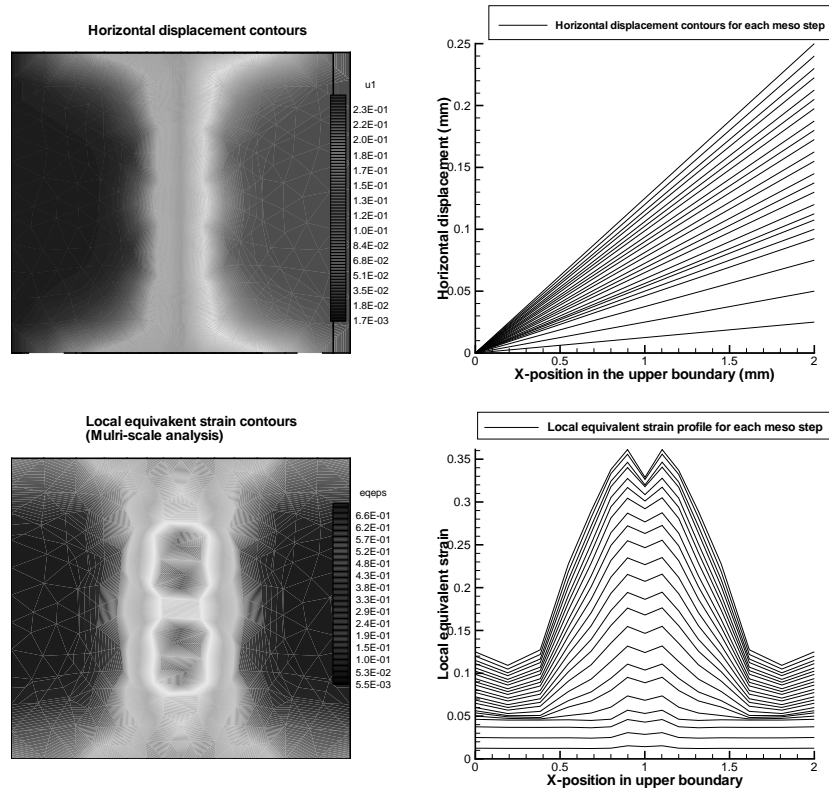 Horizontal displacement contours
u1
2.3E-01
2.2E-01
2.0E-01
1.8E-01
1.7E-01
1.5E-01
1.3E-01
1.2E-01
1.0E-01
8.4E-02
6.8E-02
5.1E-02
3.5E-02
1.8E-02
1.7E-03
Horizontal displacement contours for each meso step
Horizontal displacement (mm)
0.25
0.2
0.15
0.1
0.05
0
0 0.5 1 1.5 2
X-position in the upper boundary (mm)
Local equivakent strain contours
(Mulri-scale analysis)
eqeps
6.6E-01
6.2E-01
5.7E-01
5.2E-01
4.8E-01
4.3E-01
3.8E-01
3.3E-01
2.9E-01
2.4E-01
1.9E-01
1.5E-01
1.0E-01
5.3E-02
5.5E-03
Local equivalent strain profile for each meso step
Local equivalent strain
0.35
0.3
0.25
0.2
0.15
0.1
0.05
0
0 0.5 1 1.5 2
X-position in upper boundary